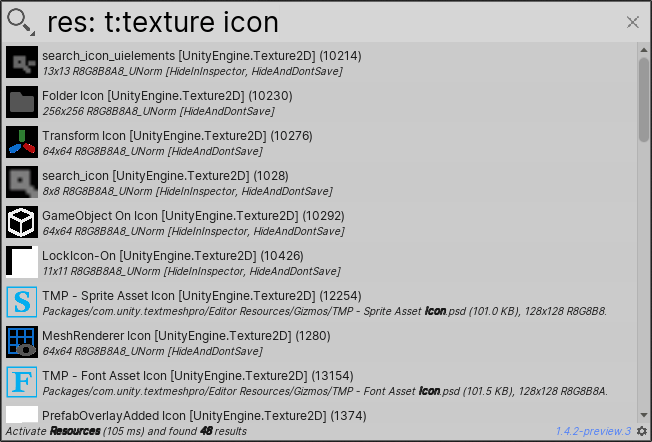 res: t:texture icon
search_icon_uielements [UnityEngine.Texture2D] (10214)
13x13 R8G8B8A8_UNorm [HideInInspector, HideAndDontSave]
Folder Icon [UnityEngine.Texture2D] (10230)
256x256 R8G8B8A8_UNorm [HideInInspector, HideAndDontSave]
Transform Icon [UnityEngine.Texture2D] (10276)
64x64 R8G8B8A8_UNorm [HideInInspector, HideAndDontSave]
search_icon [UnityEngine.Texture2D] (1028)
8x8 R8G8B8A8_UNorm [HideInInspector, HideAndDontSave]
GameObject On Icon [UnityEngine.Texture2D] (10292)
64x64 R8G8B8A8_UNorm [HideInInspector, HideAndDontSave]
LockIcon-On [UnityEngine.Texture2D] (10426)
11x11 R8G8B8A8_UNorm [HideInInspector, HideAndDontSave]
TMP - Sprite Asset Icon [UnityEngine.Texture2D] (12254)
Packages/com.unity.textmeshpro/Editor Resources/Gizmos/TMP - Sprite Asset Icon.psd (101.0 KB), 128x128 R8G8B8.
MeshRenderer Icon [UnityEngine.Texture2D] (1280)
64x64 R8G8B8A8_UNorm [HideInInspector, HideAndDontSave]
TMP - Font Asset Icon [UnityEngine.Texture2D] (13154)
Packages/com.unity.textmeshpro/Editor Resources/Gizmos/TMP - Font Asset Icon.psd (101.5 KB), 128x128 R8G8B8A.
PrefabOverlayAdded Icon [UnityEngine.Texture2D] (1374)
Activate Resources (105 ms) and found 48 results
1.4.2-preview.3